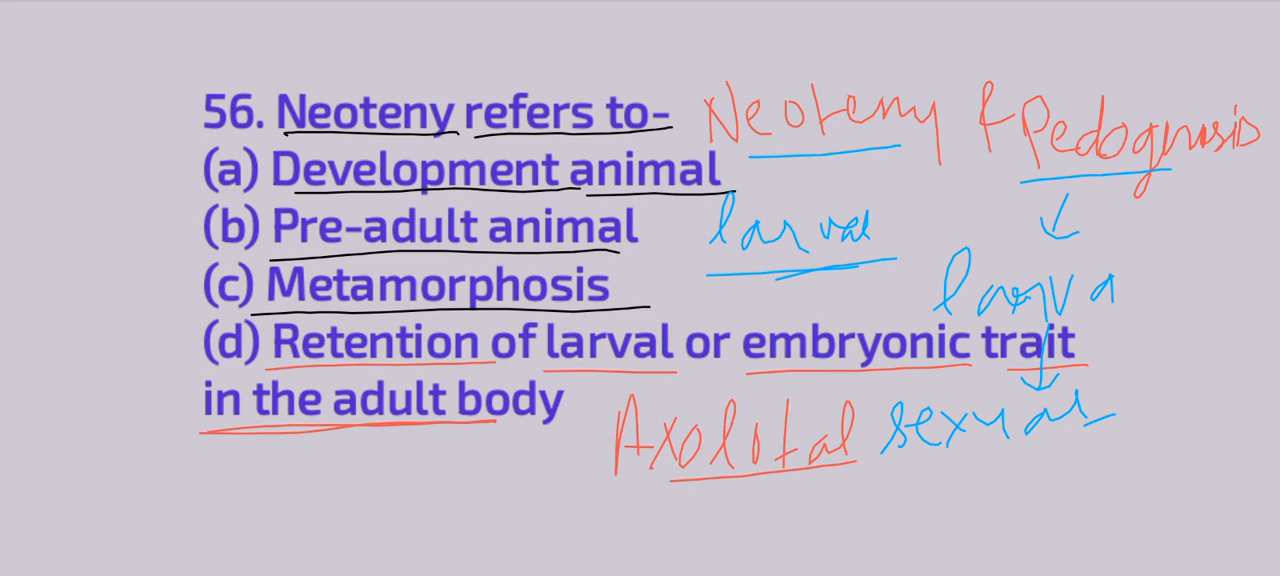 56. Neoteny refers to- Neoteny & Pedognusis
(a) Development animal
(b) Pre-adult animal larval
(c) Metamorphosis larva
(d) Retention of larval or embryonic trait
in the adult body
Axolotal sexual